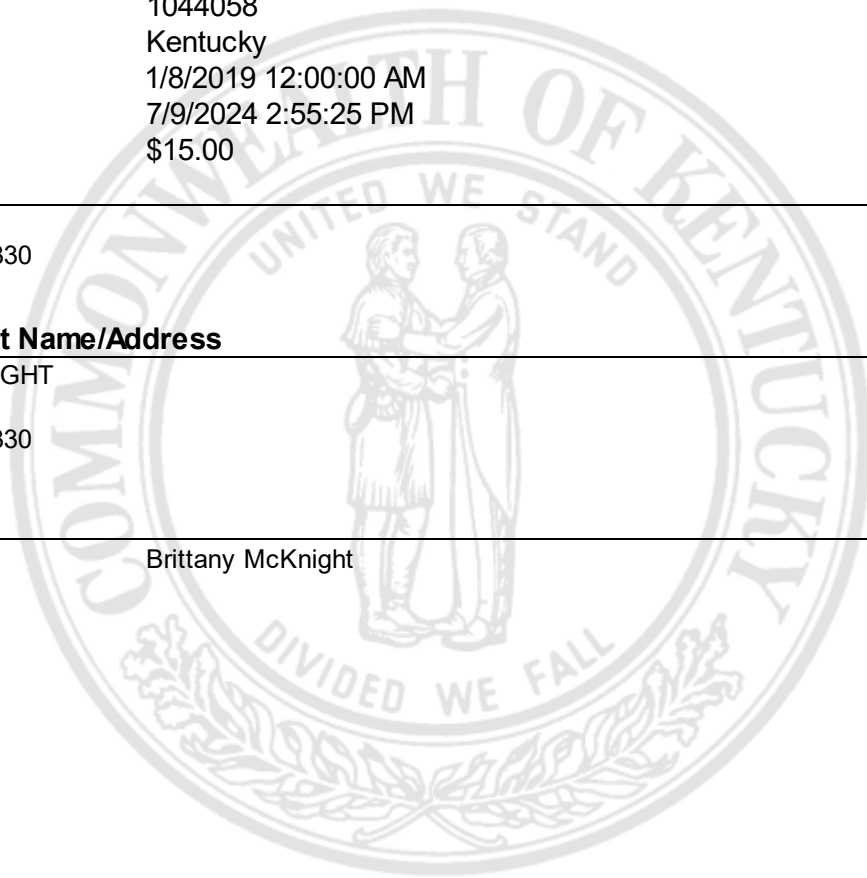 1044058
Kentucky
1/8/2019 12:00:00 AM
7/9/2024 2:55:25 PM
$15.00
330
t Name/Address
GHT
330
Brittany McKnight
COMMONWEALTH OF KENTUCKY
UNITED WE STAND
DIVIDED WE FALL